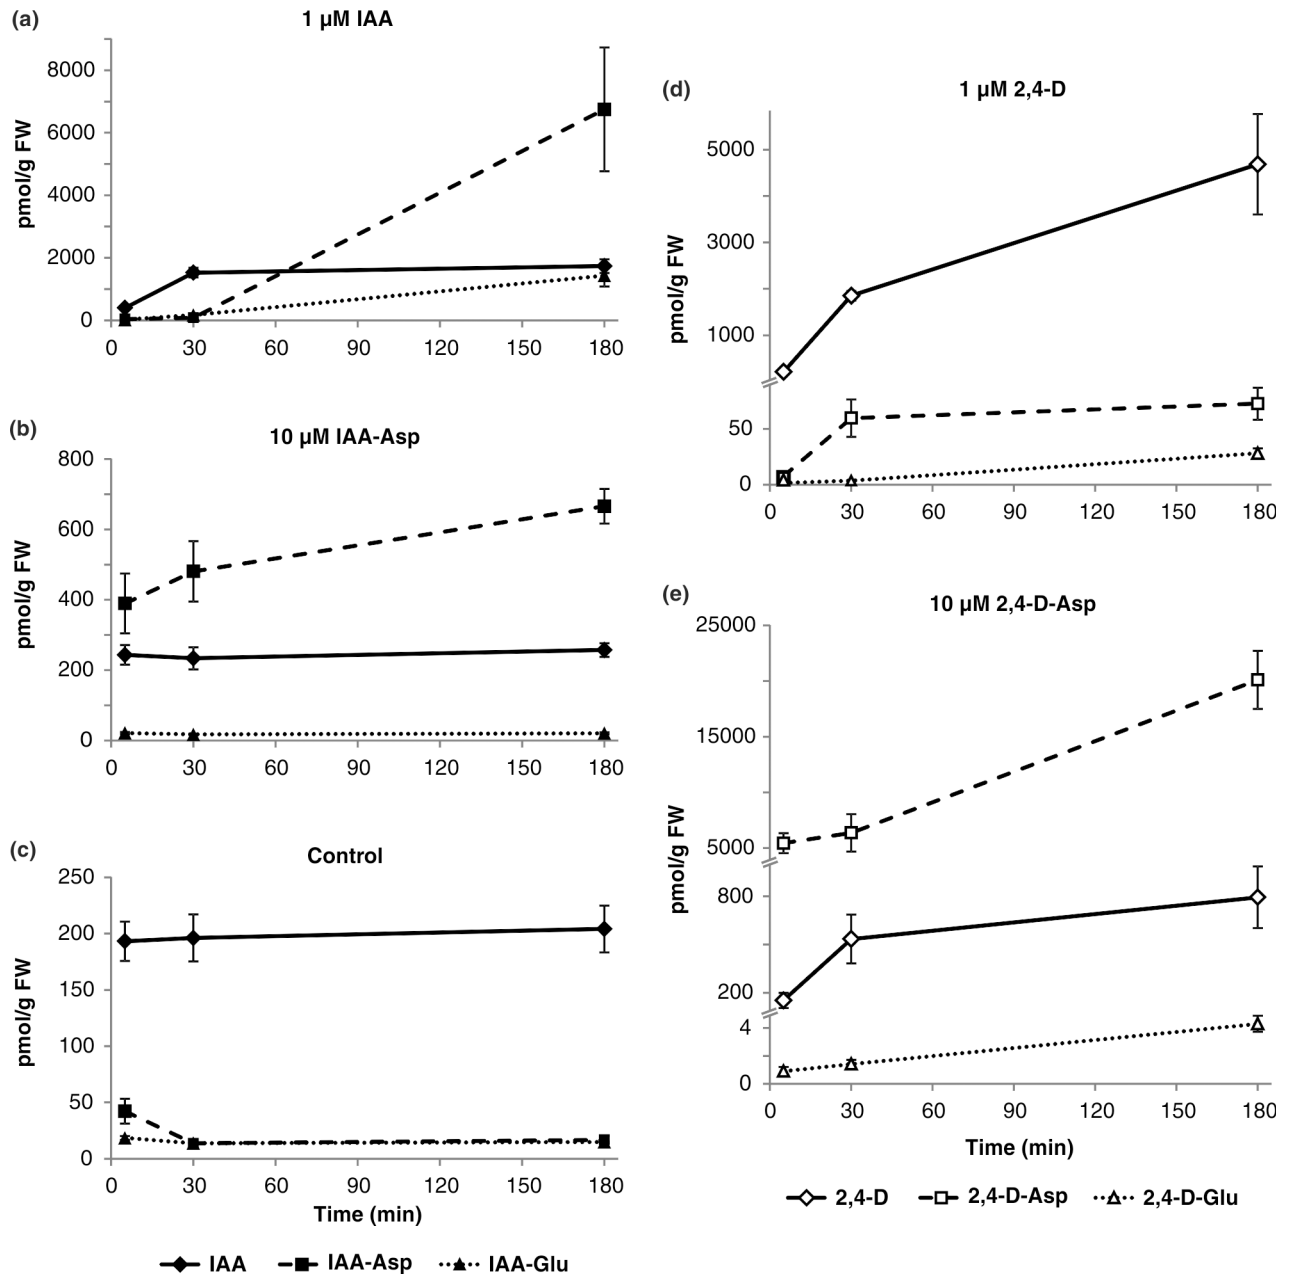 (a)
1 µM IAA
pmol/g FW
8000
6000
4000
2000
0
0 30 60 90 120 150 180
(b)
10 µM IAA-Asp
pmol/g FW
800
600
400
200
0
0 30 60 90 120 150 180
(c)
Control
pmol/g FW
250
200
150
100
50
0
0 30 60 90 120 150 180
Time (min)
IAA IAA-Asp IAA-Glu
(d)
1 µM 2,4-D
pmol/g FW
5000
3000
1000
50
0
0 30 60 90 120 150 180
(e)
10 µM 2,4-D-Asp
pmol/g FW
25000
15000
5000
800
200
4
0
0 30 60 90 120 150 180
Time (min)
2,4-D 2,4-D-Asp 2,4-D-Glu